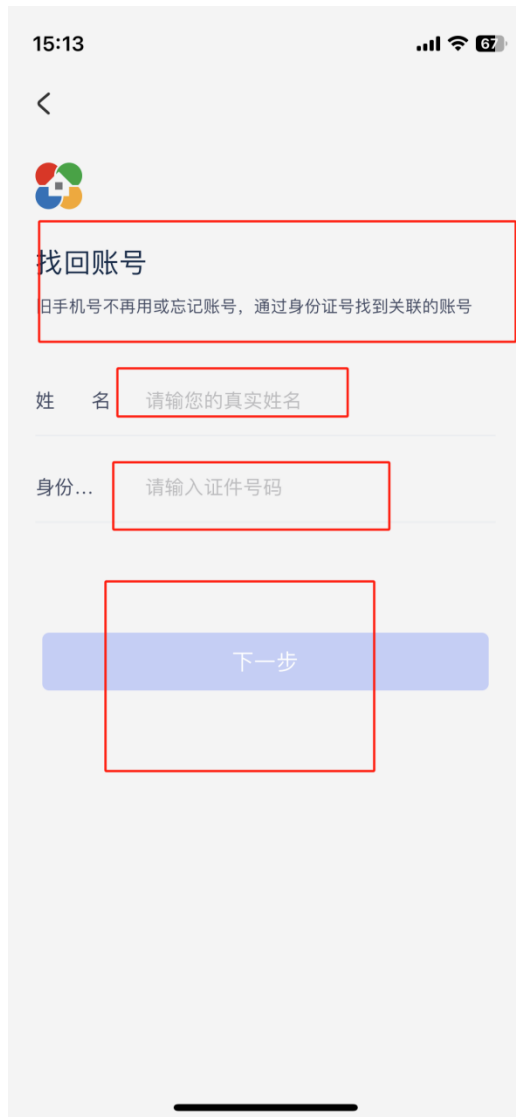 15:13
67
找回账号
旧手机号不再用或忘记账号，通过身份证号找到关联的账号
姓 名 请输您的真实姓名
身份... 请输入证件号码
下一步